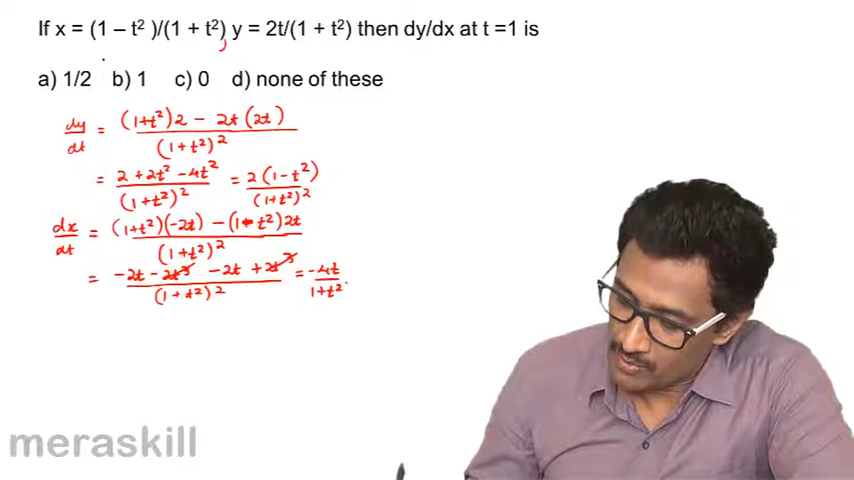 If x = (1 – t² )/(1 + t²) , y = 2t/(1 + t²) then dy/dx at t =1 is
a) 1/2 b) 1 c) 0 d) none of these
dy/dt = ((1+t²)2 - 2t(2t))/(1+t²)²
= (2+2t²-4t²)/(1+t²)² = 2(1-t²)/(1+t²)²
dx/dt = ((1+t²)(-2t) - (1-t²)2t)/(1+t²)²
= (-2t - 2t³ - 2t + 2t³)/(1+t²)² = -4t/1+t²
meraskill